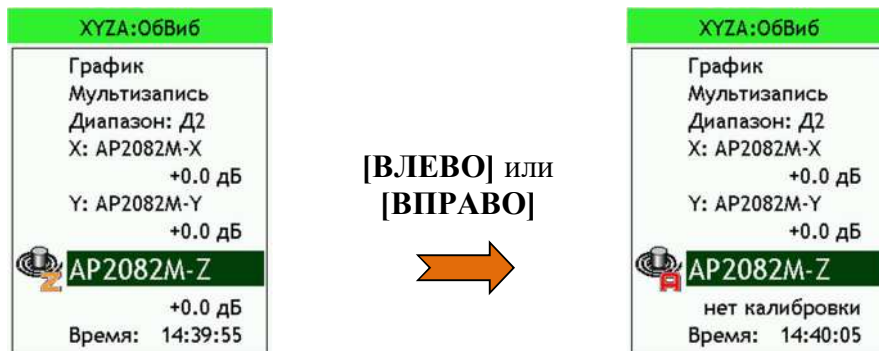 XYZA:ОбВиб
График
Мультизапись
Диапазон: Д2
X: AP2082M-X
+0.0 дБ
Y: AP2082M-Y
+0.0 дБ
Z
AP2082M-Z
+0.0 дБ
Время: 14:39:55
[ВЛЕВО] или
[ВПРАВО]
XYZA:ОбВиб
График
Мультизапись
Диапазон: Д2
X: AP2082M-X
+0.0 дБ
Y: AP2082M-Y
+0.0 дБ
A
AP2082M-Z
нет калибровки
Время: 14:40:05